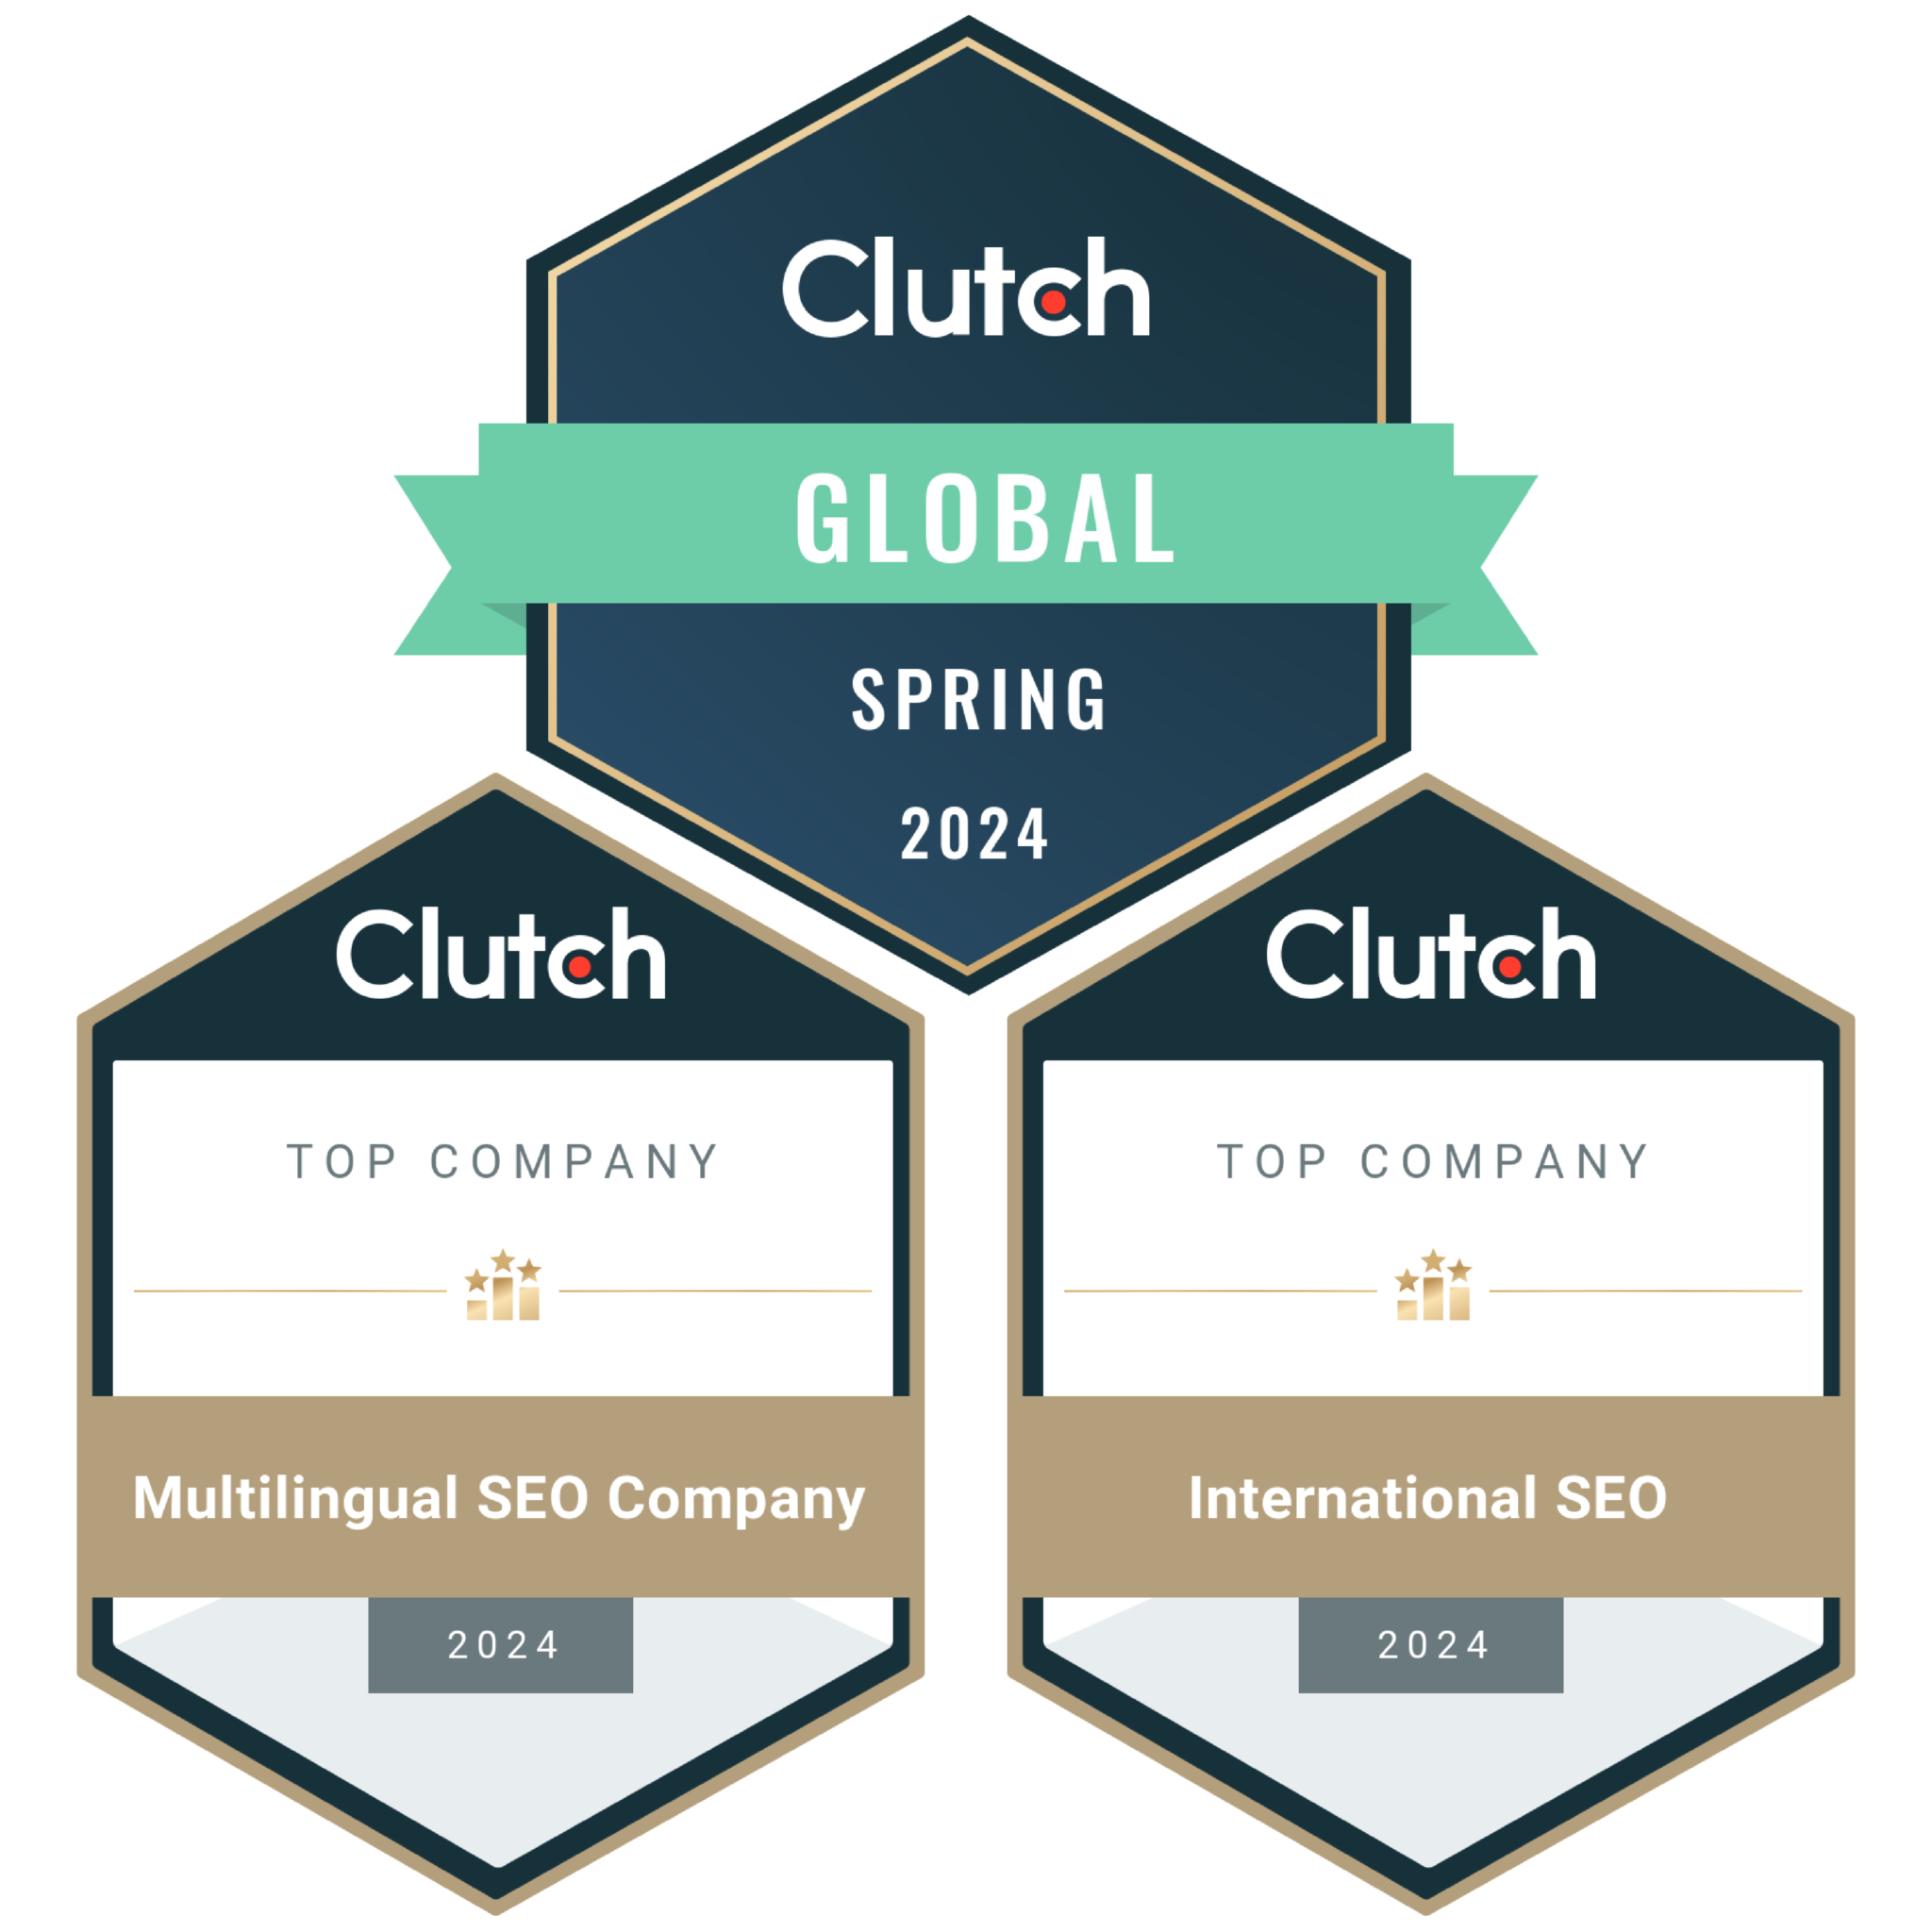 Clutch
GLOBAL
SPRING
2024
Clutch
TOP COMPANY
Multilingual SEO Company
2024
Clutch
TOP COMPANY
International SEO
2024